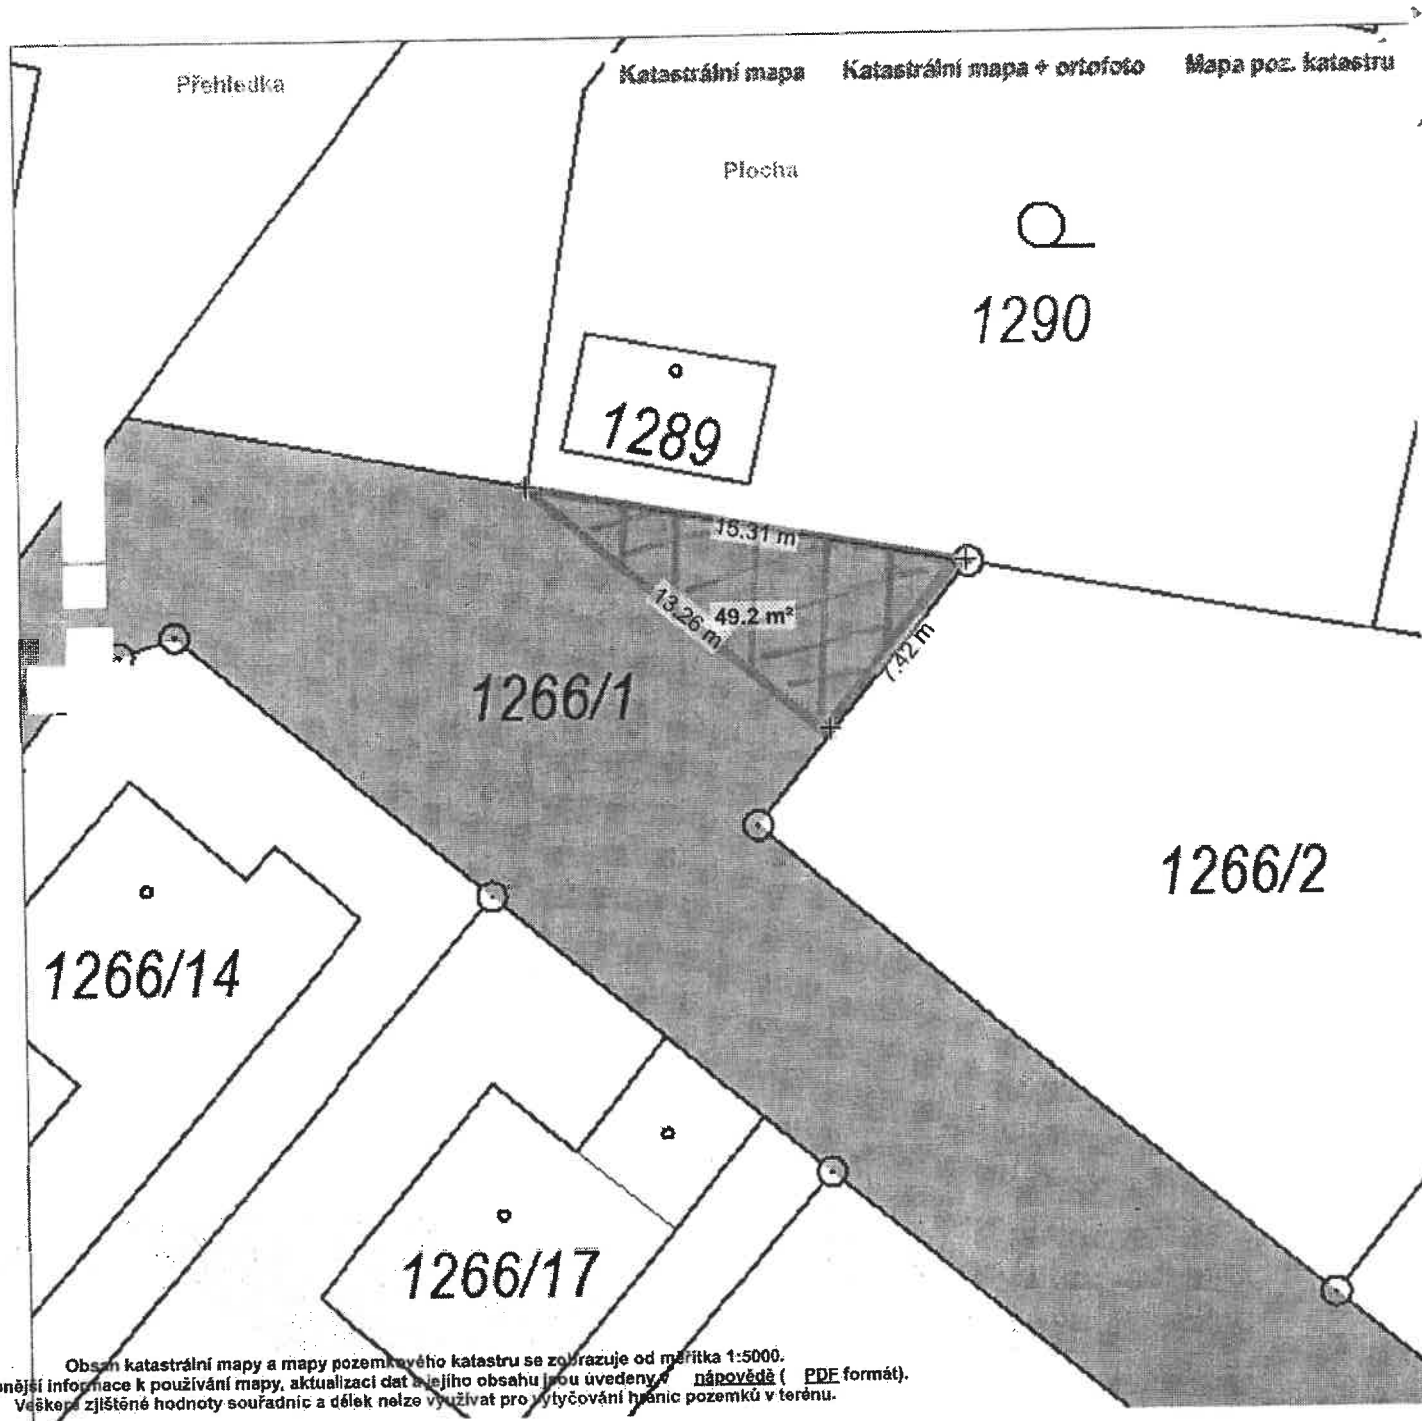 Přehledka Katastrální mapa Katastrální mapa + ortofoto Mapa poz. katastru
Plocha
1290
1289
15.31 m
13.26 m
49.2 m²
7.42 m
1266/1
1266/2
1266/14
1266/17
Obsah katastrální mapy a mapy pozemkového katastru se zobrazuje od měřítka 1:5000.
informace k používání mapy, aktualizaci dat a jejího obsahu jsou úvedeny v nápovědě ( PDF formát).
Veškeré zjištěné hodnoty souřadnic a délek nelze využívat pro vytyčování hranic pozemků v terénu.